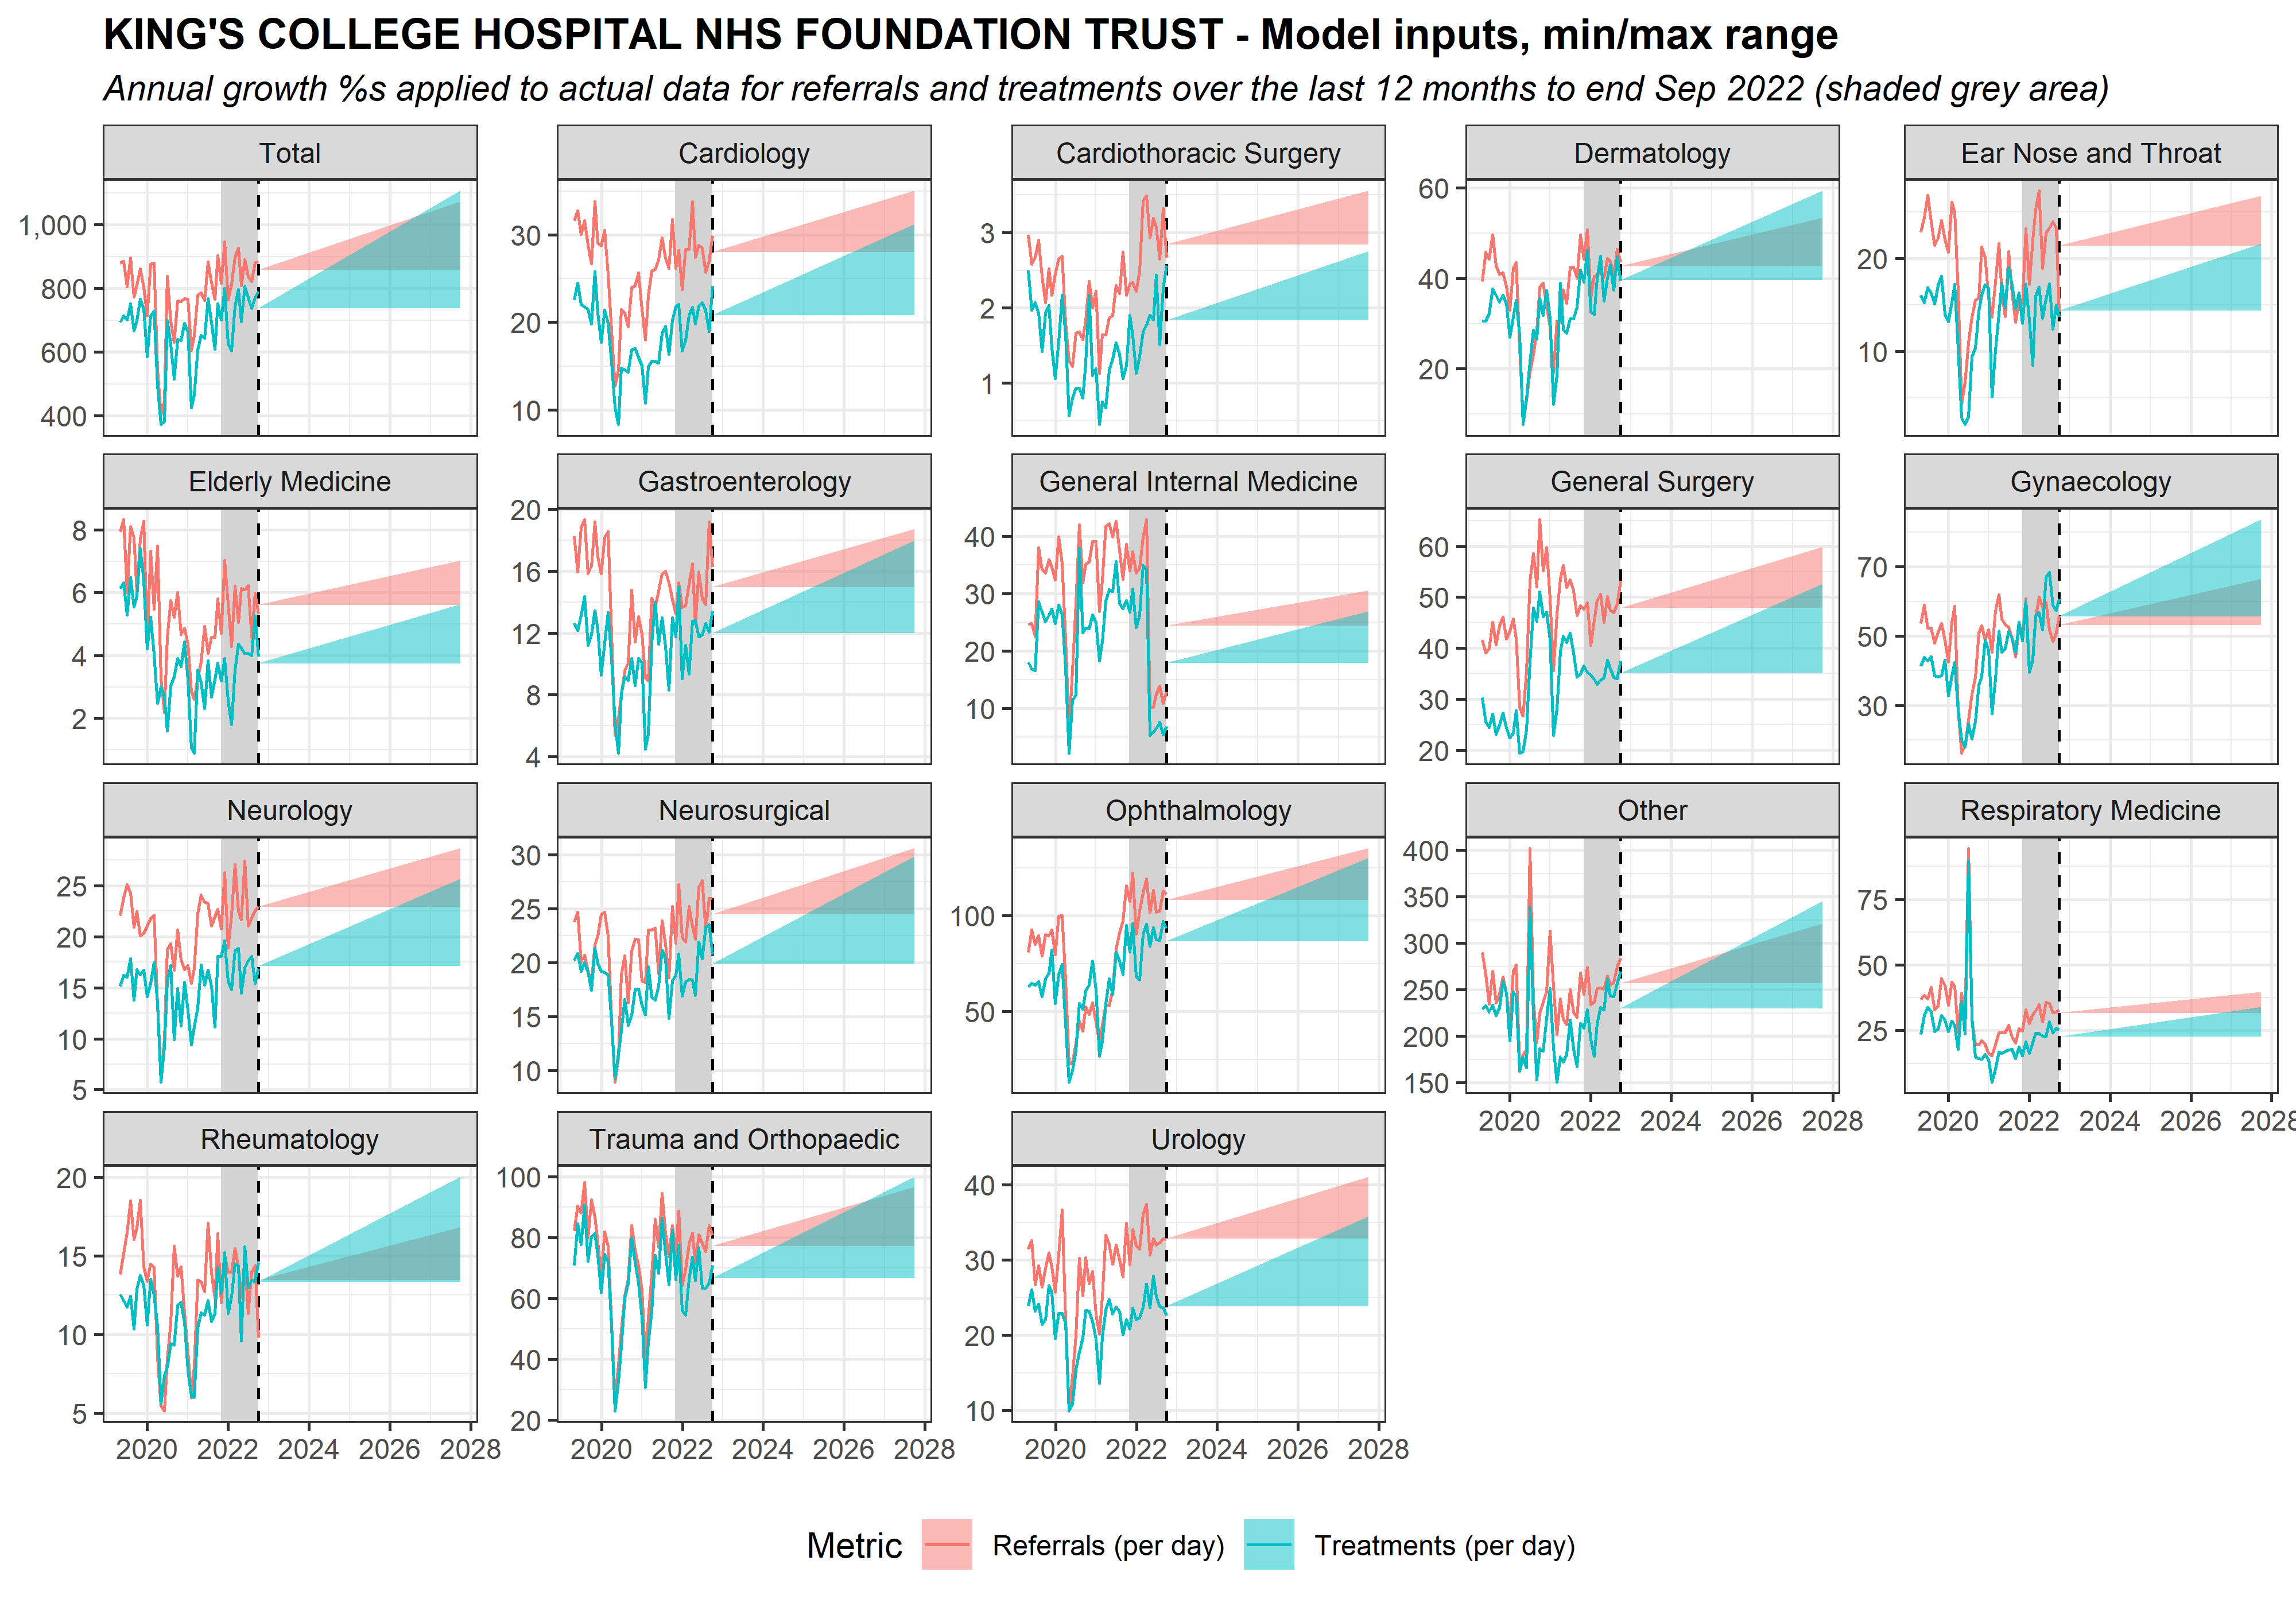 KING'S COLLEGE HOSPITAL NHS FOUNDATION TRUST - Model inputs, min/max range
Annual growth %s applied to actual data for referrals and treatments over the last 12 months to end Sep 2022 (shaded grey area)
Total
1,000
800
600
400
Cardiology
30
20
10
Cardiothoracic Surgery
3
2
1
Dermatology
60
40
20
Ear Nose and Throat
20
10
Elderly Medicine
8
6
4
2
Gastroenterology
20
16
12
8
4
General Internal Medicine
40
30
20
10
General Surgery
60
50
40
30
20
Gynaecology
70
50
30
Neurology
25
20
15
10
5
Neurosurgical
30
25
20
15
10
Ophthalmology
100
50
Other
400
350
300
250
200
150
2020 2022 2024 2026 2028
Respiratory Medicine
75
50
25
2020 2022 2024 2026 2028
Rheumatology
20
15
10
5
2020 2022 2024 2026 2028
Trauma and Orthopaedic
100
80
60
40
20
2020 2022 2024 2026 2028
Urology
40
30
20
10
2020 2022 2024 2026 2028
Metric Referrals (per day) Treatments (per day)